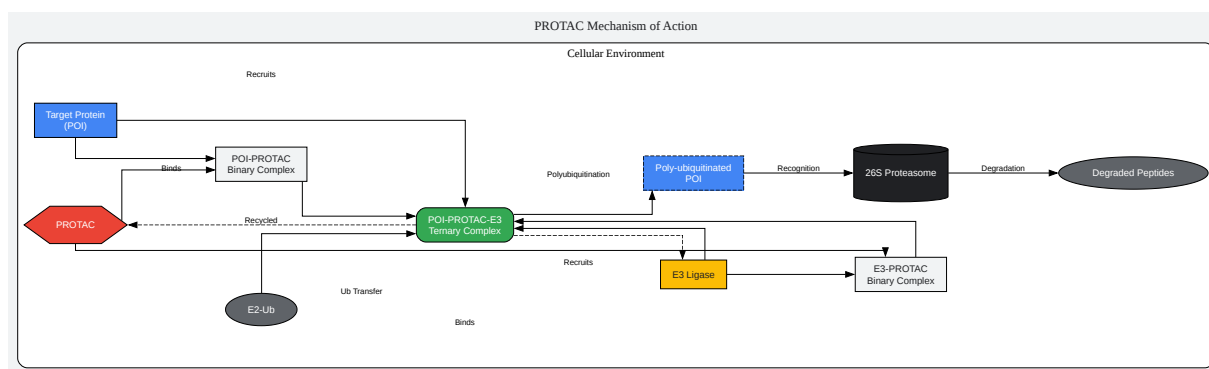 PROTAC Mechanism of Action
Cellular Environment
Recruits
Target Protein
(POI)
POI-PROTAC
Binary Complex
Binds
Polyubiquitination
Poly-ubiquitinated
POI
Recognition
26S Proteasome
Degradation
Degraded Peptides
PROTAC
Recycled
POI-PROTAC-E3
Ternary Complex
Recruits
E3 Ligase
E3-PROTAC
Binary Complex
Ub Transfer
E2-Ub
Binds